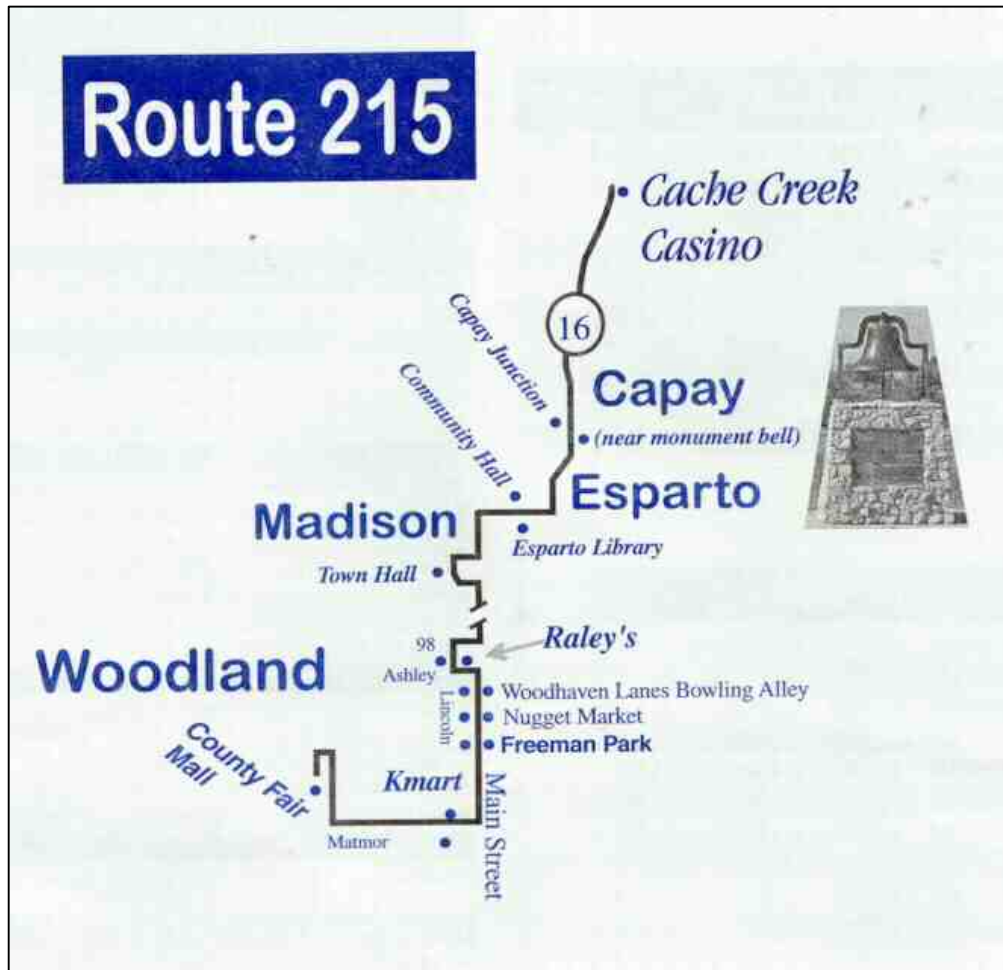 Route 215
Cache Creek
Casino
16
Capay Junction
Capay
(near monument bell)
Community Hall
Esparto
Madison
Esparto Library
Town Hall
98
Raley's
Woodland
Ashley
Lincoln
Woodhaven Lanes Bowling Alley
Nugget Market
Freeman Park
County Fair
Mall
Kmart
Main Street
Matmor